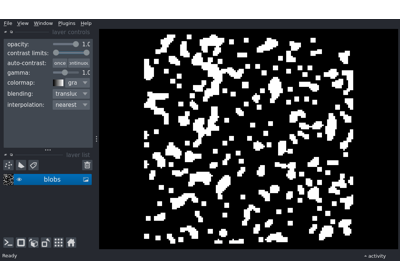 File View Window Plugins Help
layer controls
opacity: 1.0
contrast limits:
auto-contrast: once
gamma: 1.0
colormap: gra
blending: translu
interpolation: nearest
layer list
blobs
Ready
activity